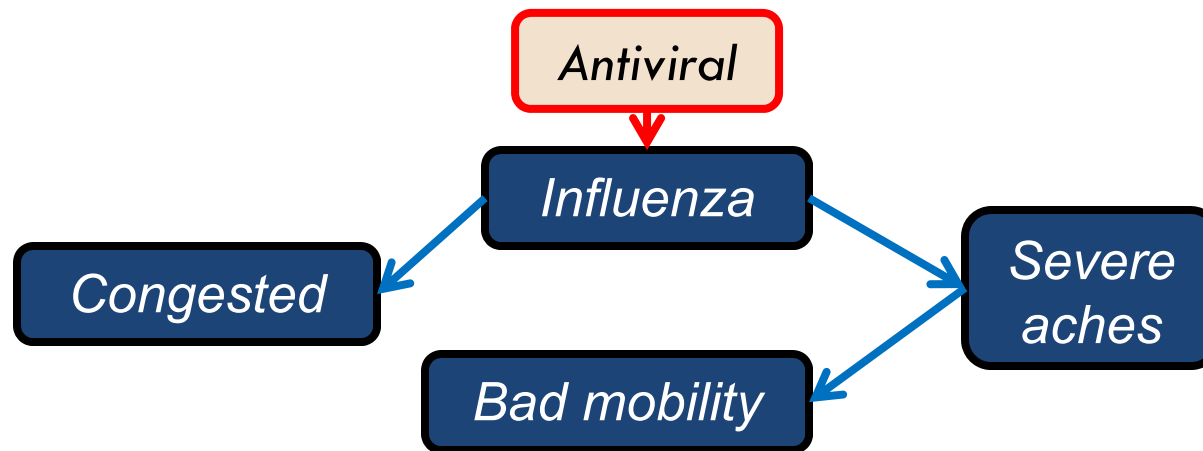 Antiviral
Influenza
Congested
Severe
aches
Bad mobility